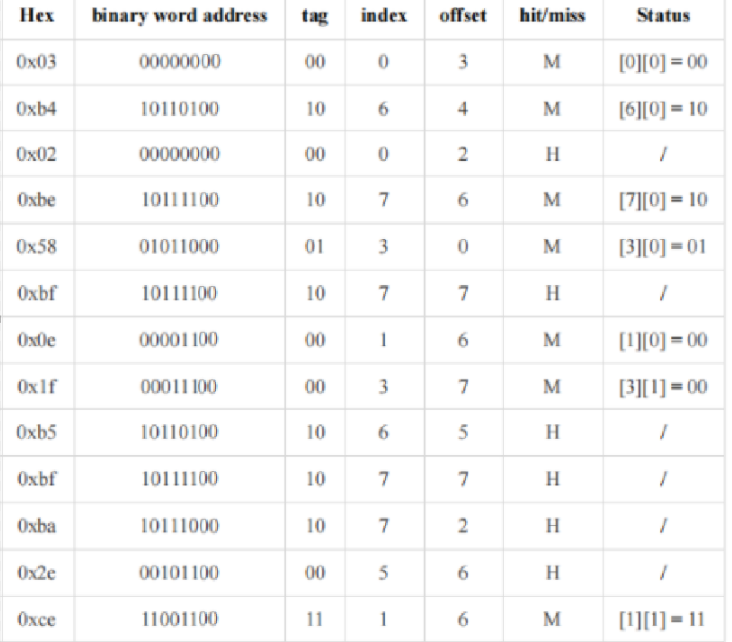 Hex binary word address tag index offset hit/miss Status
0x03 00000000 00 0 3 M [0][0] = 00
0xb4 10110100 10 6 4 M [6][0] = 10
0x02 00000000 00 0 2 H /
0xbe 10111100 10 7 6 M [7][0] = 10
0x58 01011000 01 3 0 M [3][0] = 01
0xbf 10111100 10 7 7 H /
0x0e 00001100 00 1 6 M [1][0] = 00
0x1f 00011100 00 3 7 M [3][1] = 00
0xb5 10110100 10 6 5 H /
0xbf 10111100 10 7 7 H /
0xba 10111000 10 7 2 H /
0x2e 00101100 00 5 6 H /
0xce 11001100 11 1 6 M [1][1] = 11